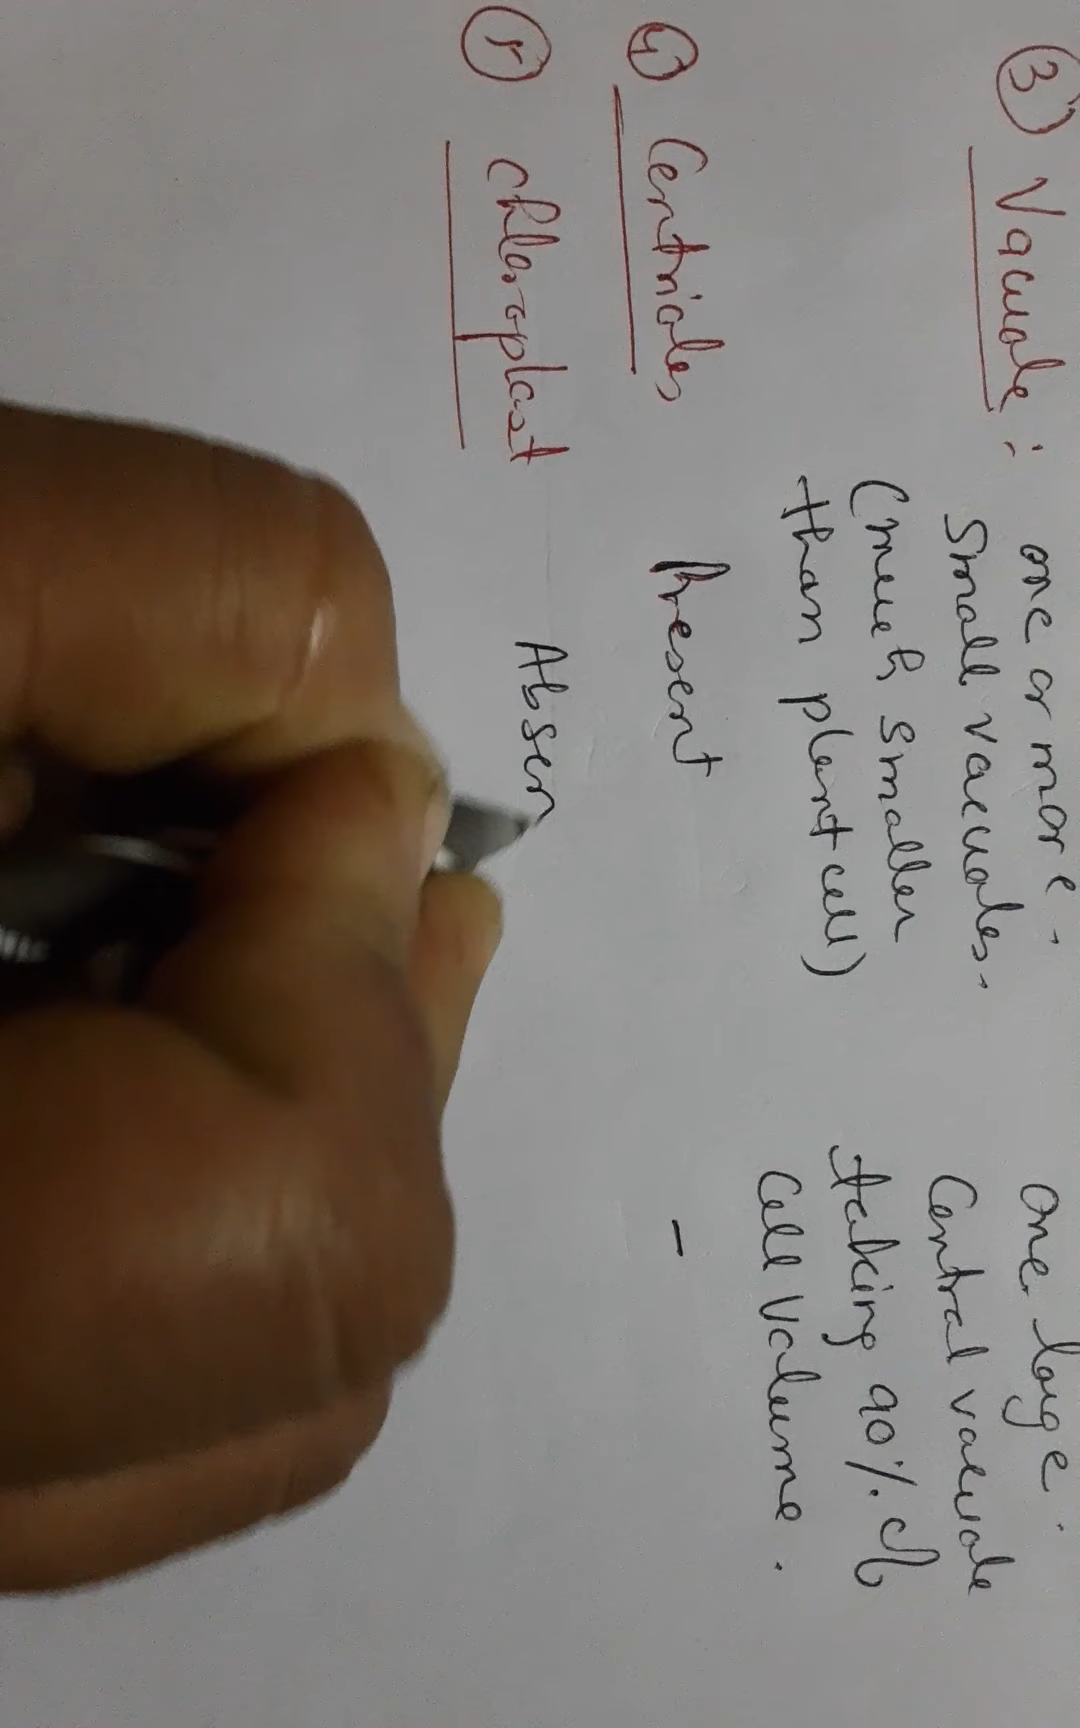 ③ Vacuole : one or more. One large.
small vacuoles. Central vacuole
(much smaller taking 90%. of
than plant cell) Cell volume.
④ Centrioles Present -
⑤ chloroplast Absen